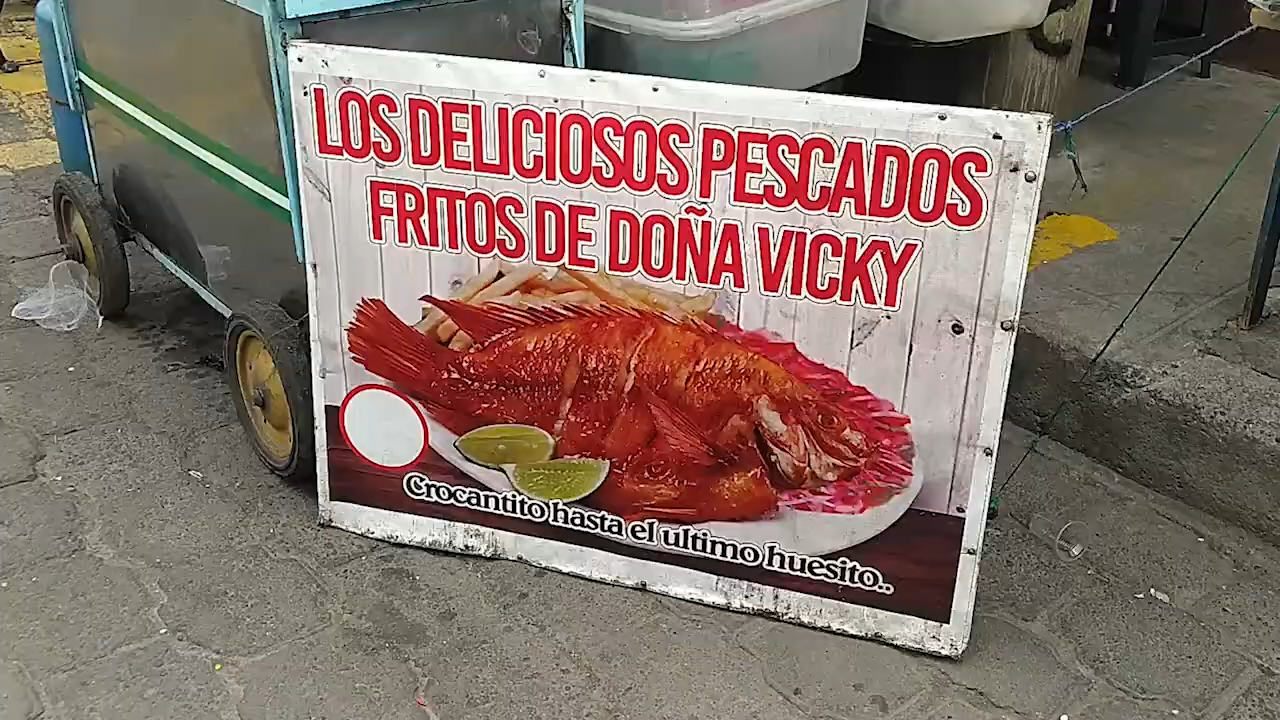 LOS DELICIOSOS PESCADOS
FRITOS DE DOÑA VICKY
Crocantito hasta el ultimo huesito..